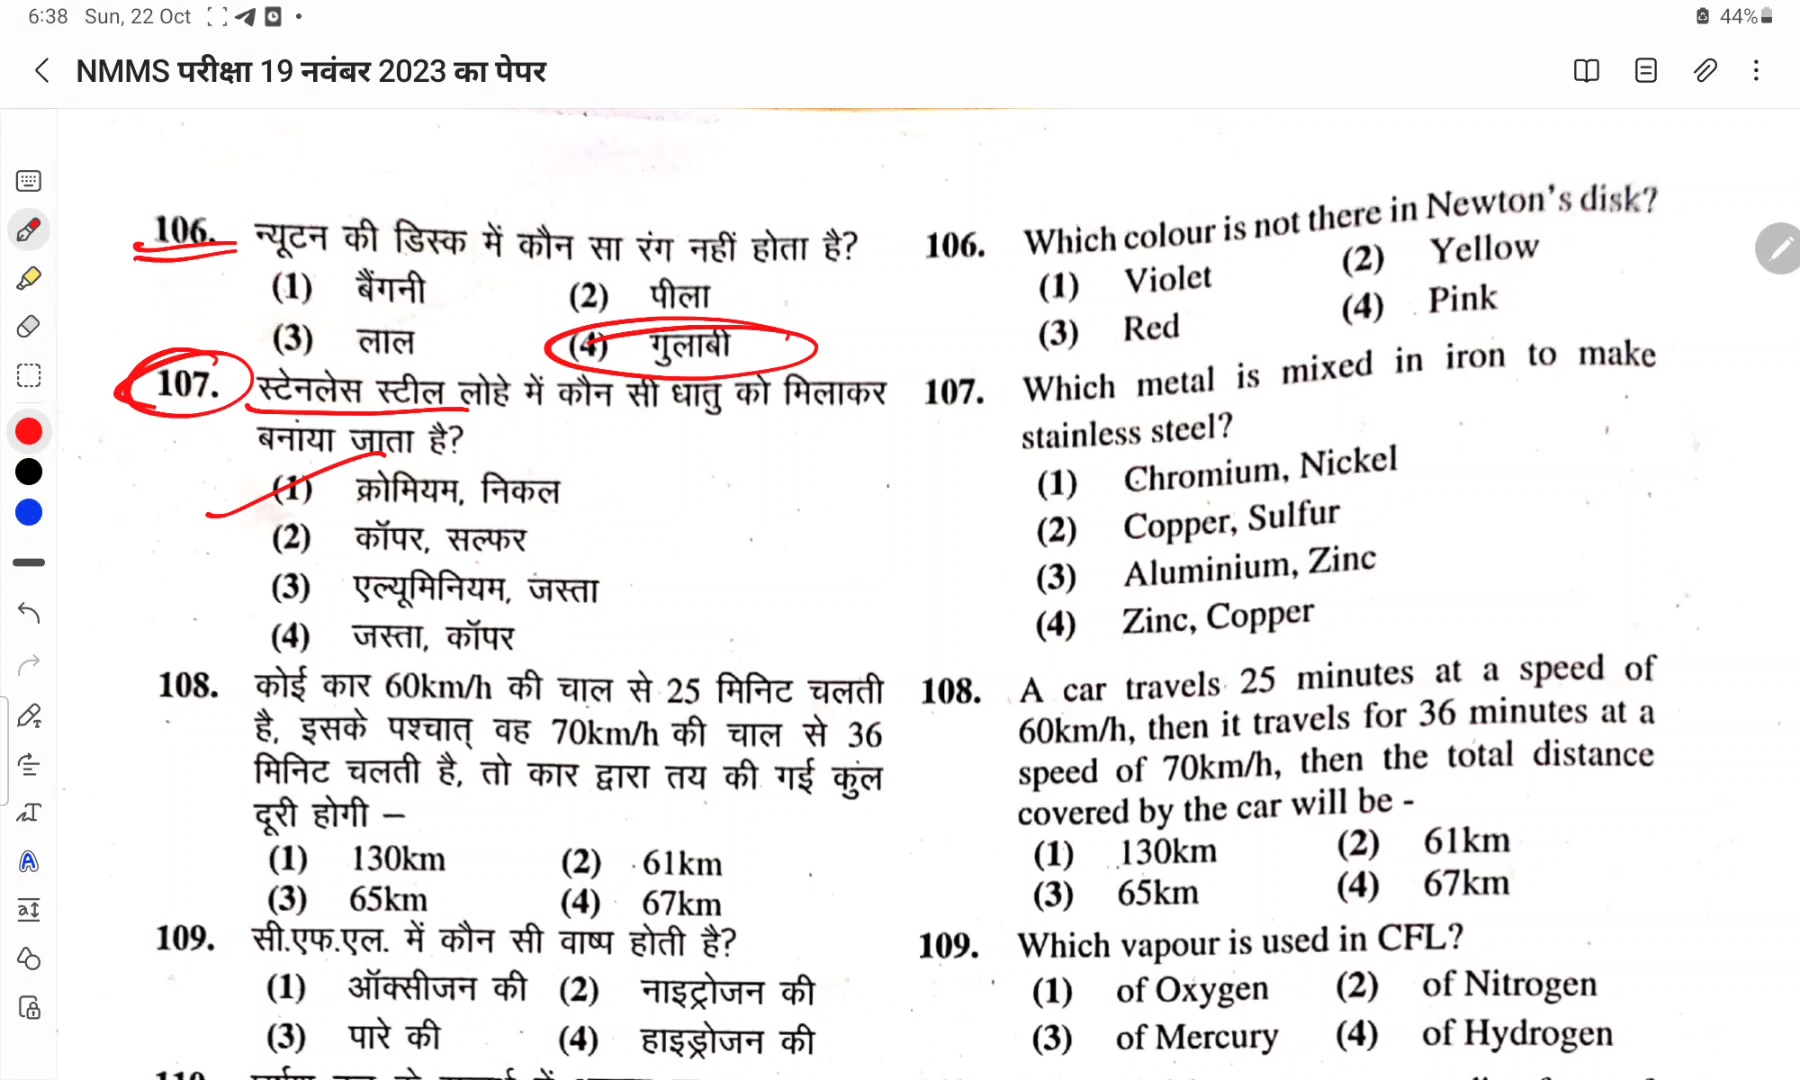 6:38 Sun, 22 Oct
44%
NMMS परीक्षा 19 नवंबर 2023 का पेपर
106. न्यूटन की डिस्क में कौन सा रंग नहीं होता है?
(1) बैंगनी (2) पीला
(3) लाल (4) गुलाबी
107. स्टेनलेस स्टील लोहे में कौन सी धातु को मिलाकर
बनाया जाता है?
(1) क्रोमियम, निकल
(2) कॉपर, सल्फर
(3) एल्यूमिनियम, जस्ता
(4) जस्ता, कॉपर
108. कोई कार 60km/h की चाल से 25 मिनिट चलती
है, इसके पश्चात् वह 70km/h की चाल से 36
मिनिट चलती है, तो कार द्वारा तय की गई कुल
दूरी होगी –
(1) 130km (2) 61km
(3) 65km (4) 67km
109. सी.एफ.एल. में कौन सी वाष्प होती है?
(1) ऑक्सीजन की (2) नाइट्रोजन की
(3) पारे की (4) हाइड्रोजन की
106. Which colour is not there in Newton's disk?
(1) Violet (2) Yellow
(3) Red (4) Pink
107. Which metal is mixed in iron to make
stainless steel?
(1) Chromium, Nickel
(2) Copper, Sulfur
(3) Aluminium, Zinc
(4) Zinc, Copper
108. A car travels 25 minutes at a speed of
60km/h, then it travels for 36 minutes at a
speed of 70km/h, then the total distance
covered by the car will be -
(1) 130km (2) 61km
(3) 65km (4) 67km
109. Which vapour is used in CFL?
(1) of Oxygen (2) of Nitrogen
(3) of Mercury (4) of Hydrogen